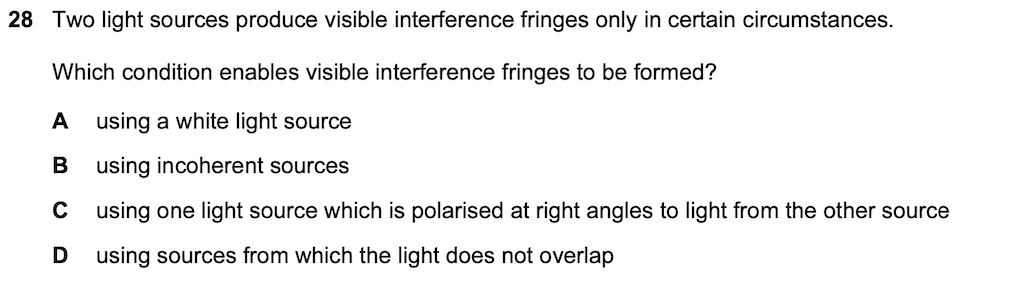 28 Two light sources produce visible interference fringes only in certain circumstances.
Which condition enables visible interference fringes to be formed?
A using a white light source
B using incoherent sources
C using one light source which is polarised at right angles to light from the other source
D using sources from which the light does not overlap